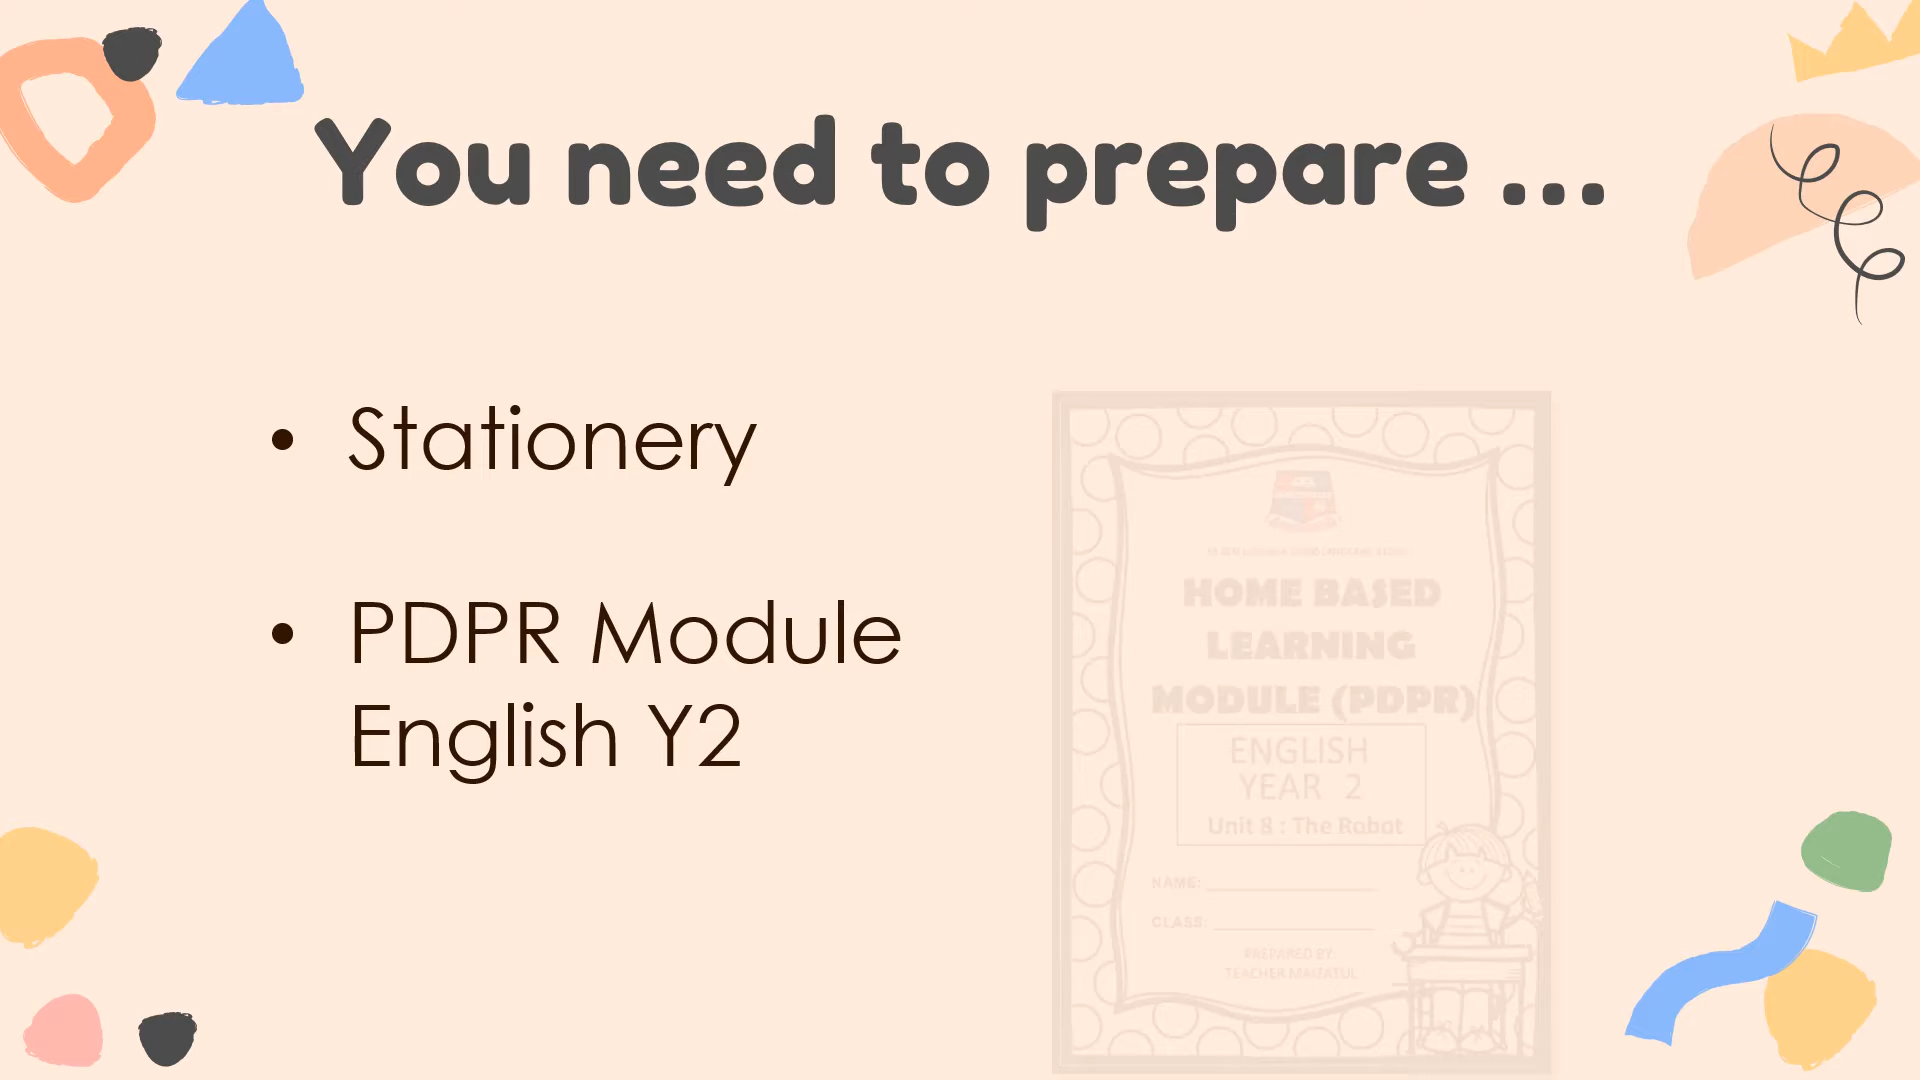 You need to prepare ...
• Stationery
• PDPR Module
English Y2
HOME BASED
LEARNING
MODULE (PDPR)
ENGLISH
YEAR 2
Unit 8 : The Robot
NAME:
CLASS:
PREPARED BY:
TEACHER